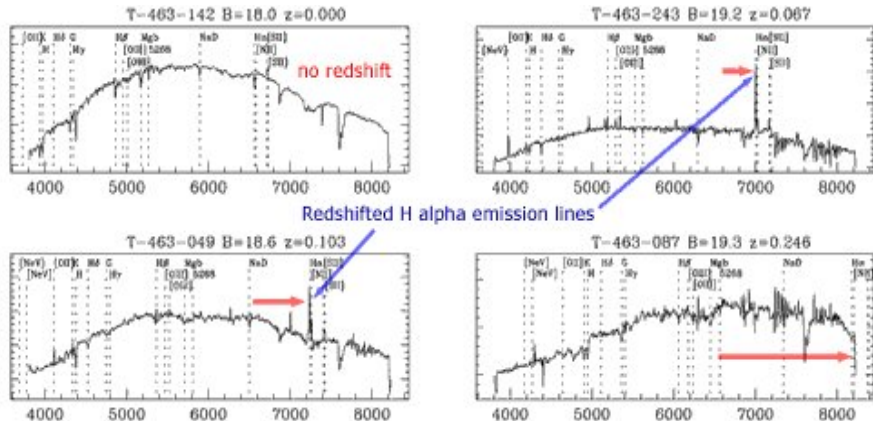 T-463-142 B=18.0 z=0.000
[OII]K Hδ G Hβ Mgb NaD Hα[SII]
H Hγ [OIII] 5268 [NII]
[OIII] [SII]
no redshift
4000 5000 6000 7000 8000
T-463-243 B=19.2 z=0.067
[OII]K Hδ G Hβ Mgb NaD Hα[SII]
[NeV] H Hγ [OIII] 5268 [NII]
[OIII] [SII]
4000 5000 6000 7000 8000
Redshifted H alpha emission lines
T-463-049 B=18.6 z=0.103
[NeV] [OII]K Hδ G Hβ Mgb NaD Hα[SII]
[NeV] H Hγ [OIII] 5268 [NII]
[OIII] [SII]
4000 5000 6000 7000 8000
T-463-087 B=19.3 z=0.246
[NeV] [OII]K Hδ G Hβ Mgb NaD Hα
[NeV] H Hγ [OIII] 5268
[OIII]
4000 5000 6000 7000 8000